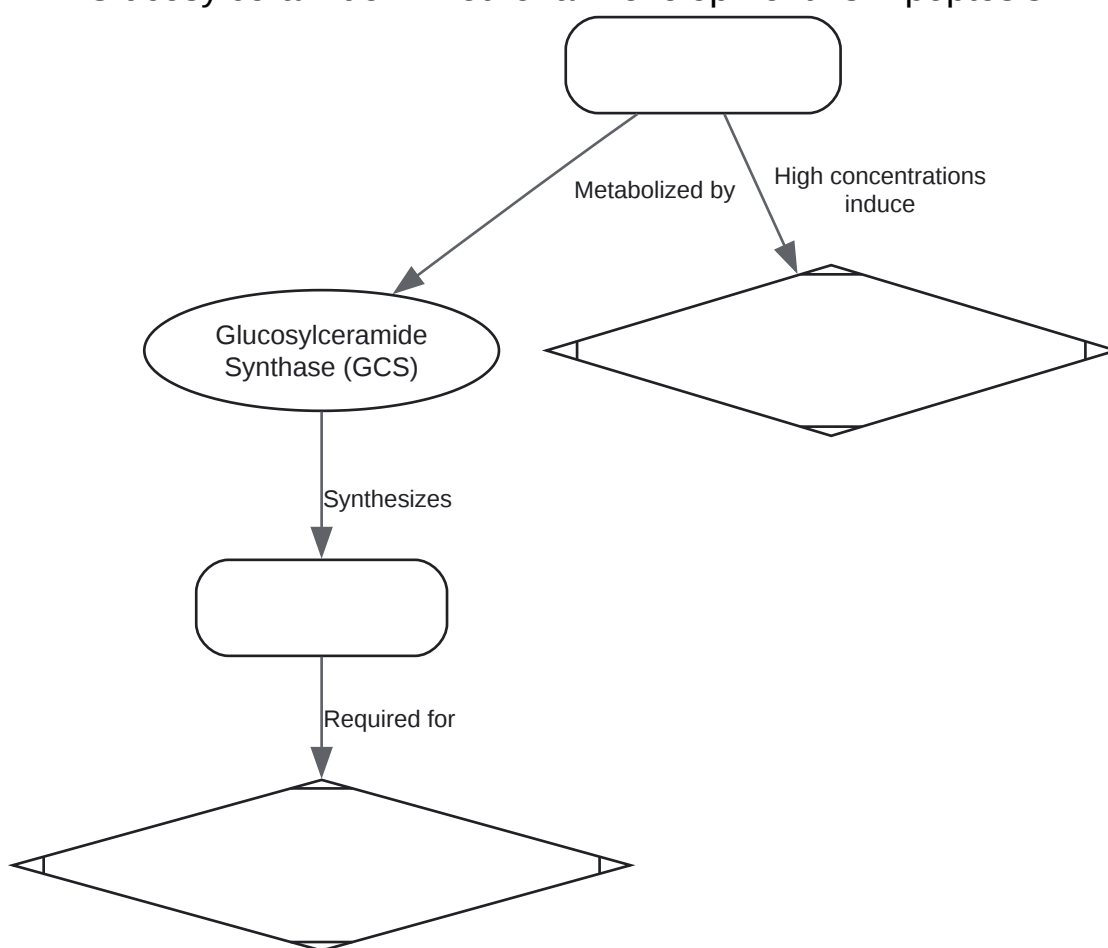 Metabolized by
High concentrations
induce
Glucosylceramide
Synthase (GCS)
Synthesizes
Required for